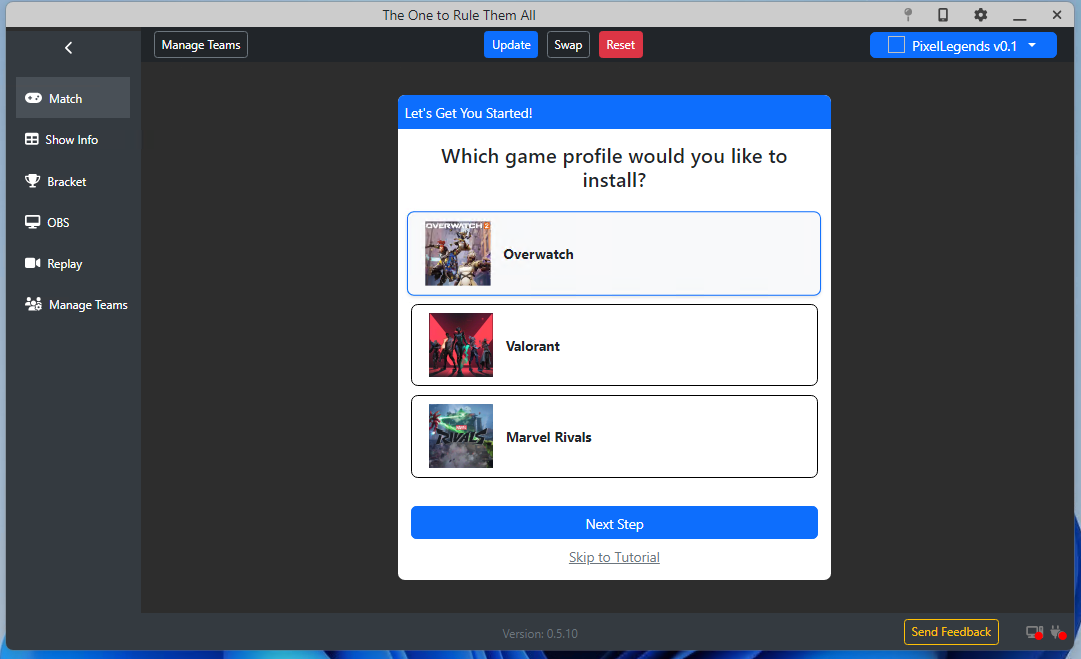 The One to Rule Them All
Manage Teams
Update
Swap
Reset
PixelLegends v0.1
Match
Show Info
Bracket
OBS
Replay
Manage Teams
Let's Get You Started!
Which game profile would you like to
install?
OVERWATCH 2
Overwatch
Valorant
MARVEL
RIVALS
Marvel Rivals
Next Step
Skip to Tutorial
Version: 0.5.10
Send Feedback